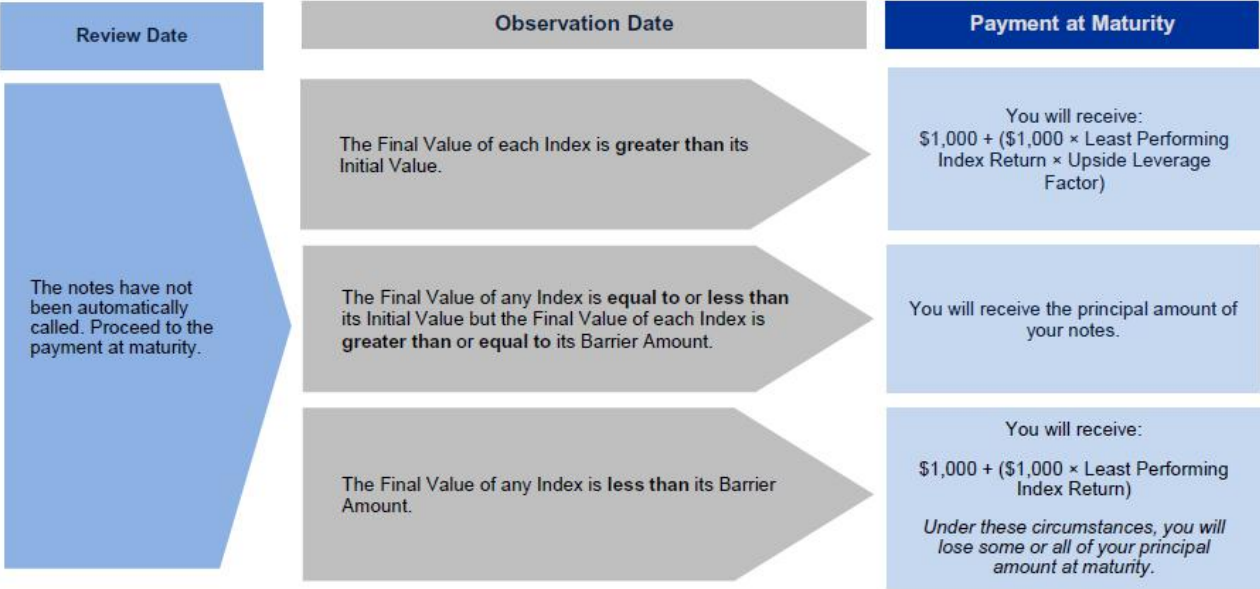 Review Date
Observation Date
Payment at Maturity
The notes have not
been automatically
called. Proceed to the
payment at maturity.
The Final Value of each Index is greater than its
Initial Value.
You will receive:
$1,000 + ($1,000 × Least Performing
Index Return × Upside Leverage
Factor)
The Final Value of any Index is equal to or less than
its Initial Value but the Final Value of each Index is
greater than or equal to its Barrier Amount.
You will receive the principal amount of
your notes.
The Final Value of any Index is less than its Barrier
Amount.
You will receive:
$1,000 + ($1,000 × Least Performing
Index Return)
Under these circumstances, you will
lose some or all of your principal
amount at maturity.